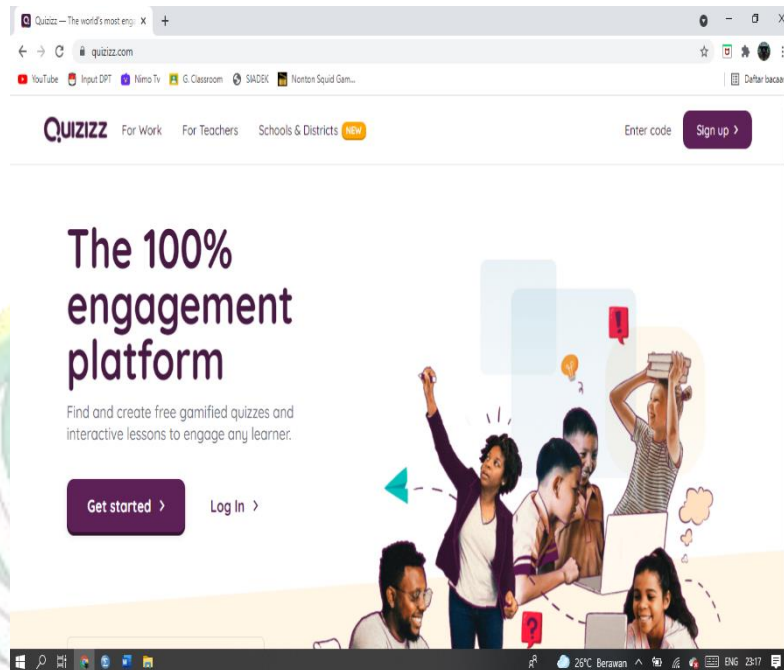 Quizizz — The world's most eng
quizizz.com
YouTube Input DPT Nimo Tv G. Classroom SIADEK Nonton Squid Gam... Daftar bacaan
QUIZIZZ For Work For Teachers Schools & Districts NEW Enter code Sign up >
The 100%
engagement
platform
Find and create free gamified quizzes and
interactive lessons to engage any learner.
Get started > Log In >
26°C Berawan ENG 23:17